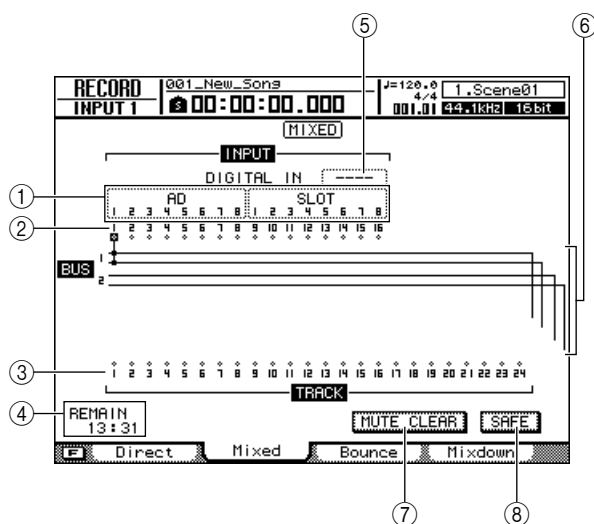 ⑤ ⑥
RECORD 001_New_Song ♩=120.0 1.Scene01
4/4
INPUT 1 S 00:00:00.000 001.01 44.1kHz 16bit
MIXED
INPUT
DIGITAL IN ----
① AD SLOT
1 2 3 4 5 6 7 8 1 2 3 4 5 6 7 8
② 1 2 3 4 5 6 7 8 9 10 11 12 13 14 15 16
BUS 1
2
③ 1 2 3 4 5 6 7 8 9 10 11 12 13 14 15 16 17 18 19 20 21 22 23 24
TRACK
④ REMAIN
13:31
MUTE CLEAR SAFE
F Direct Mixed Bounce Mixdown
⑦ ⑧